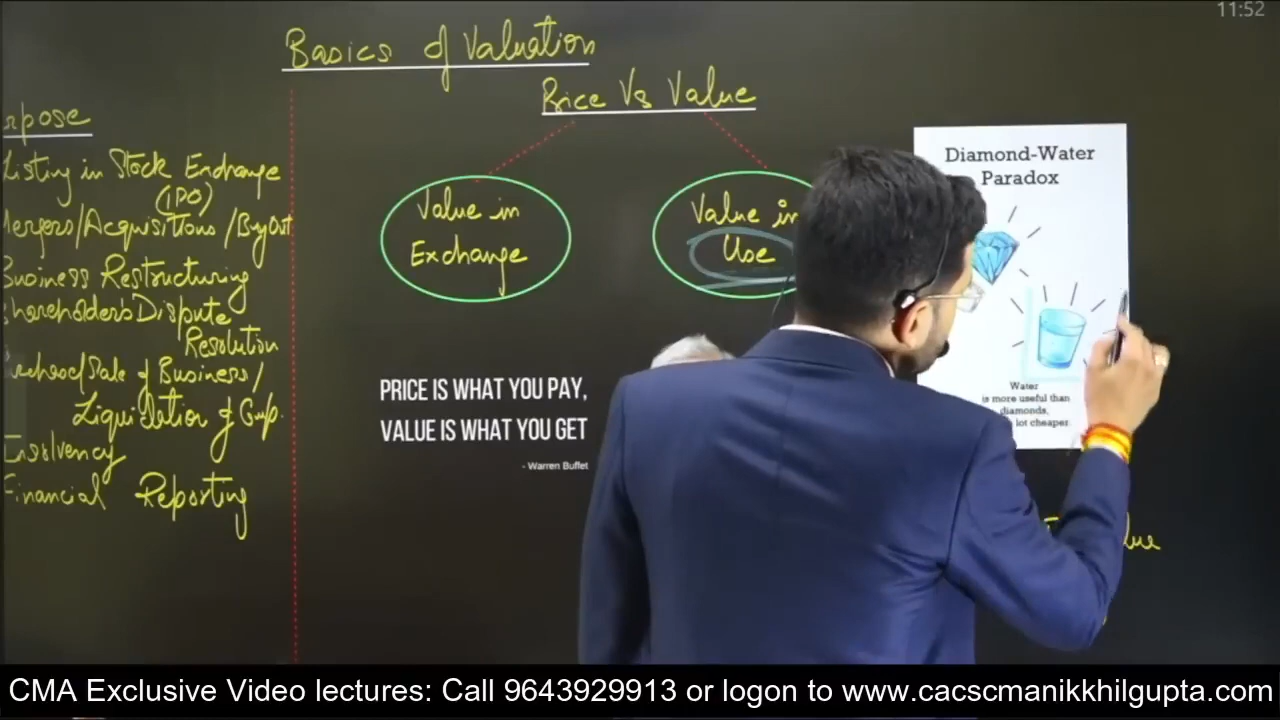 11:52
Basics of Valuation
Price Vs Value
rpose
Listing in Stock Exchange
(IPO)
Mergers/Acquisitions / Buyout
Business Restructuring
Shareholder's Dispute
Resolution
/Sale of Business/
Liquidation of
Insolvency
Financial Reporting
Value in
Exchange
Value in
Use
PRICE IS WHAT YOU PAY,
VALUE IS WHAT YOU GET
- Warren Buffet
Diamond-Water
Paradox
Water
is more useful than
diamonds,
lot cheaper
lue
CMA Exclusive Video lectures: Call 9643929913 or logon to www.cacscmanikkhilgupta.com